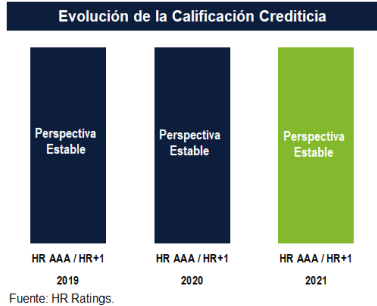 Evolución de la Calificación Crediticia
Perspectiva
Estable
Perspectiva
Estable
Perspectiva
Estable
HR AAA / HR+1
HR AAA / HR+1
HR AAA / HR+1
2019
2020
2021
Fuente: HR Ratings.